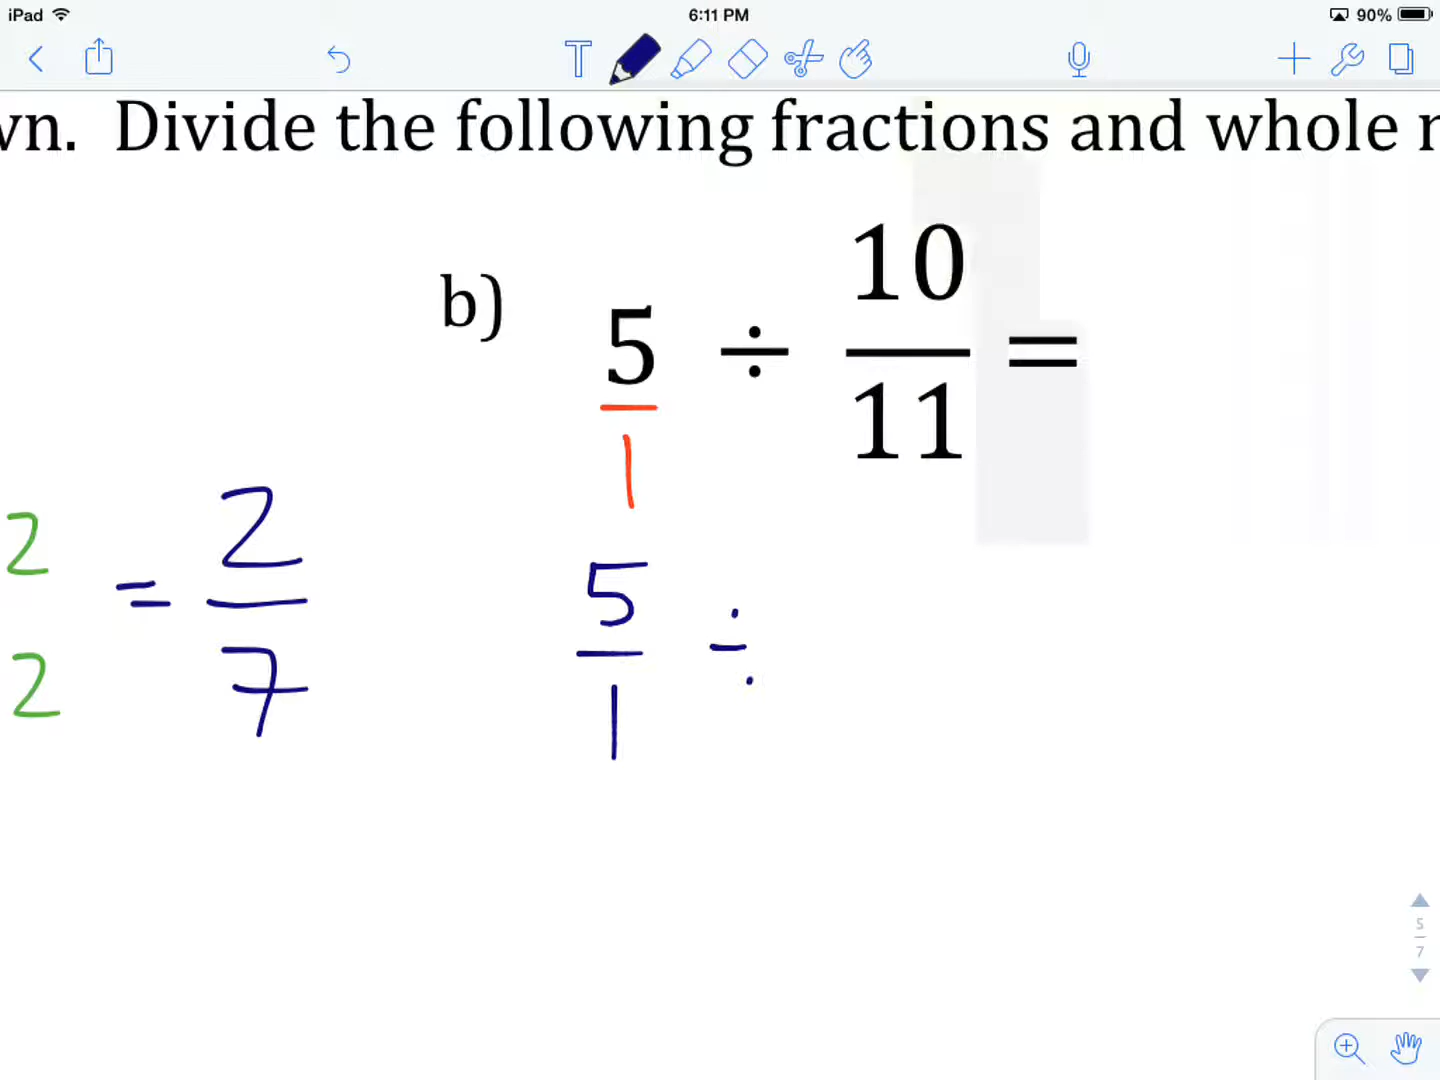 iPad 6:11 PM 90%
T
wn. Divide the following fractions and whole
b) 5 ÷ 10/11 =
1
2
2
= 2/7
5/1 ÷
5
7